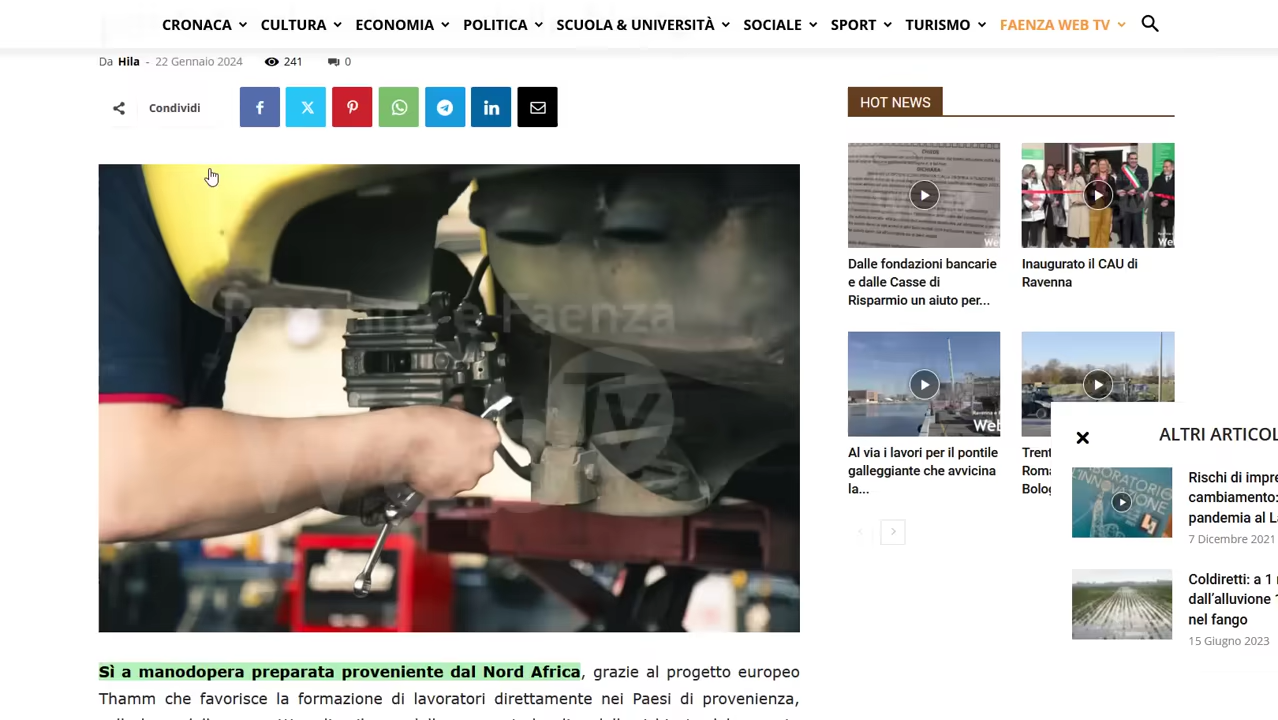 CRONACA CULTURA ECONOMIA POLITICA SCUOLA & UNIVERSITÀ SOCIALE SPORT TURISMO FAENZA WEB TV
Da Hila - 22 Gennaio 2024 241 0
Condividi
HOT NEWS
Dalle fondazioni bancarie
e dalle Casse di
Risparmio un aiuto per...
Inaugurato il CAU di
Ravenna
Al via i lavori per il pontile
galleggiante che avvicina
la...
Ravenna e Faenza
Web
Tv
ALTRI ARTICOL
Rischi di impre
cambiamento:
pandemia al L
7 Dicembre 2021
Coldiretti: a 1
dall'alluvione
nel fango
15 Giugno 2023
Sì a manodopera preparata proveniente dal Nord Africa, grazie al progetto europeo
Thamm che favorisce la formazione di lavoratori direttamente nei Paesi di provenienza,